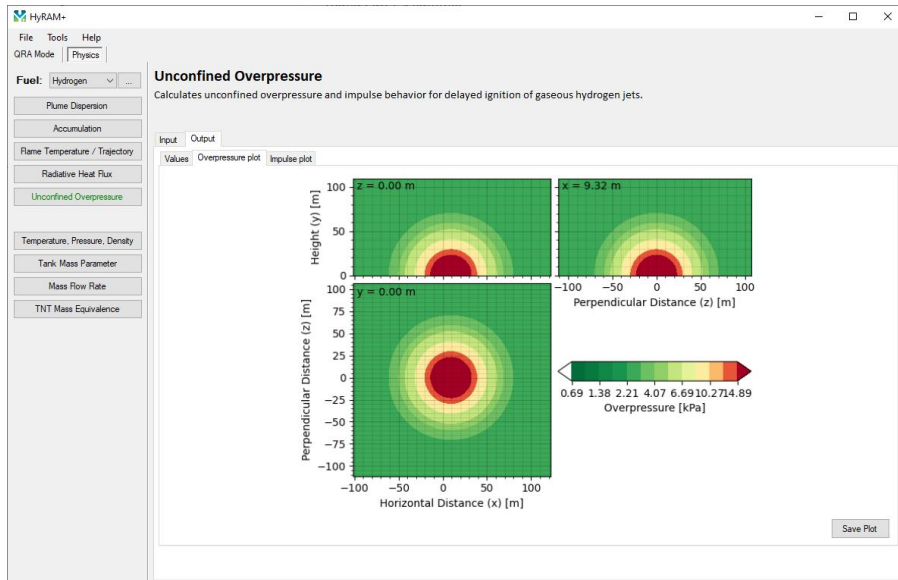 HyRAM+
File Tools Help
QRA Mode Physics
Fuel: Hydrogen ...
Plume Dispersion
Accumulation
Flame Temperature / Trajectory
Radiative Heat Flux
Unconfined Overpressure
Temperature, Pressure, Density
Tank Mass Parameter
Mass Flow Rate
TNT Mass Equivalence
Unconfined Overpressure
Calculates unconfined overpressure and impulse behavior for delayed ignition of gaseous hydrogen jets.
Input Output
Values Overpressure plot Impulse plot
z = 0.00 m
100
50
0
Height (y) [m]
x = 9.32 m
−100 −50 0 50 100
Perpendicular Distance (z) [m]
y = 0.00 m
100
75
50
25
0
−25
−50
−75
−100
Perpendicular Distance (z) [m]
−100 −50 0 50 100
Horizontal Distance (x) [m]
0.69 1.38 2.21 4.07 6.69 10.27 14.89
Overpressure [kPa]
Save Plot